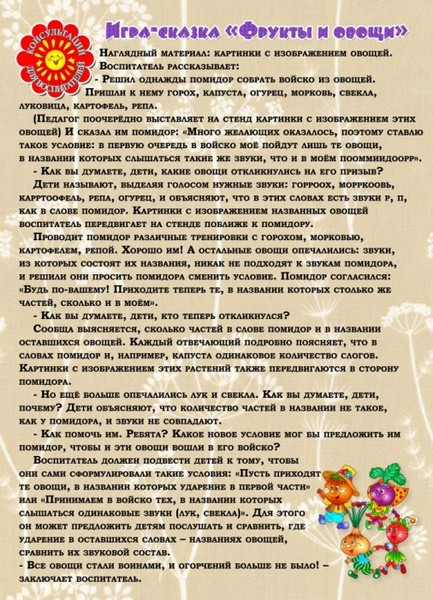 КОНСУЛЬТАЦИИ
ДЛЯ ВОСПИТАТЕЛЕЙ
Игра-сказка «Фрукты и овощи»
Наглядный материал: картинки с изображением овощей.
Воспитатель рассказывает:
- Решил однажды помидор собрать войско из овощей.
Пришли к нему горох, капуста, огурец, морковь, свекла,
луковица, картофель, репа.
(Педагог поочерёдно выставляет на стенд картинки с изображением этих
овощей) И сказал им помидор: «Много желающих оказалось, поэтому ставлю
такое условие: в первую очередь в войско моё пойдут лишь те овощи,
в названии которых слышаться такие же звуки, что и в моём пооммиидоорр».
- Как вы думаете, дети, какие овощи откликнулись на его призыв?
Дети называют, выделяя голосом нужные звуки: горроох, морркоовь,
карртоофель, репа, огурец, и объясняют, что в этих словах есть звуки р, п,
как в слове помидор. Картинки с изображением названных овощей
воспитатель передвигает на стенде поближе к помидору.
Проводит помидор различные тренировки с горохом, морковью,
картофелем, репой. Хорошо им! А остальные овощи опечалились: звуки,
из которых состоят их названия, никак не подходят к звукам помидора,
и решили они просить помидора сменить условие. Помидор согласился:
«Будь по-вашему! Приходите теперь те, в названии которых столько же
частей, сколько и в моём».
- Как вы думаете, дети, кто теперь откликнулся?
Сообща выясняется, сколько частей в слове помидор и в названии
оставшихся овощей. Каждый отвечающий подробно поясняет, что в
словах помидор и, например, капуста одинаковое количество слогов.
Картинки с изображением этих растений также передвигаются в сторону
помидора.
- Но ещё больше опечалились лук и свекла. Как вы думаете, дети,
почему? Дети объясняют, что количество частей в названии не такое,
как у помидора, и звуки не совпадают.
- Как помочь им. Ребята? Какое новое условие мог бы предложить им
помидор, чтобы и эти овощи вошли в его войско?
Воспитатель должен подвести детей к тому, чтобы
они сами сформулировали такие условия: «Пусть приходят
те овощи, в названии которых ударение в первой части»
или «Принимаем в войско тех, в названии которых
слышаться одинаковые звуки (лук, свекла)». Для этого
он может предложить детям послушать и сравнить, где
ударение в оставшихся словах – названиях овощей,
сравнить их звуковой состав.
- Все овощи стали воинами, и огорчений больше не было! –
заключает воспитатель.